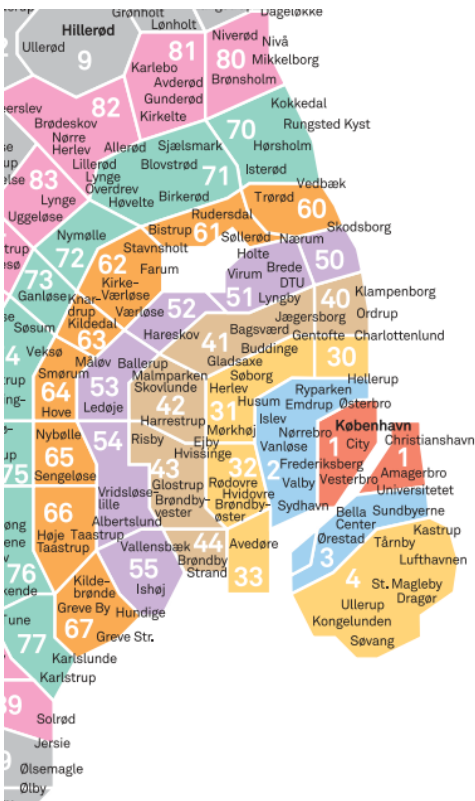 Grønholt
Dageløkke
Hillerød
Lønholt
Ullerød
9
81
Niverød
Nivå
80
Mikkelborg
Karlebo
Brønsholm
Avderød
Gunderød
Kirkelte
82
Kokkedal
Brødeskov
Nørre
Herlev
Allerød
Sjælsmark
70
Rungsted Kyst
Hørsholm
83
Lillerød
Lynge
Overdrev
Høvelte
Blovstrød
71
Isterød
Birkerød
Vedbæk
Lynge
Uggeløse
Trørød
60
Rudersdal
Skodsborg
Nymølle
Bistrup
61
Søllerød
Nærum
72
Stavnsholt
Holte
50
73
62
Farum
Virum
Brede
DTU
Ganløse
Kirke-
Værløse
51
Lyngby
Klampenborg
Knar-
drup
Kildedal
Værløse
52
Jægersborg
40
Ordrup
Søsum
63
Hareskov
41
Bagsværd
Gentofte
Charlottenlund
Veksø
Måløv
Ballerup
Buddinge
30
Smørum
Gladsaxe
64
53
Malmparken
Skovlunde
Søborg
Hellerup
Hove
Ledøje
42
Herlev
Ryparken
Husum
Emdrup
Østerbro
31
Islev
København
Nybølle
54
Harrestrup
Mørkhøj
Nørrebro
1
City
Christianshavn
65
Risby
Ejby
Vanløse
1
75
Sengeløse
43
Hvissinge
32
2
Frederiksberg
Amagerbro
Vridsløse-
lille
Glostrup
Rødovre
Valby
Vesterbro
Universitetet
66
Brøndby-
vester
Hvidovre
Brøndby-
øster
Sydhavn
Bella
Center
Sundbyerne
Høje
Taastrup
Taastrup
Albertslund
44
Avedøre
Ørestad
Kastrup
76
Vallensbæk
Brøndby
Strand
33
3
Tårnby
Lufthavnen
Kilde-
brønde
55
Ishøj
4
St. Magleby
Greve By
Hundige
Dragør
67
Ullerup
77
Greve Str.
Kongelunden
Karlslunde
Søvang
Karlstrup
Solrød
Jersie
Ølsemagle
Ølby